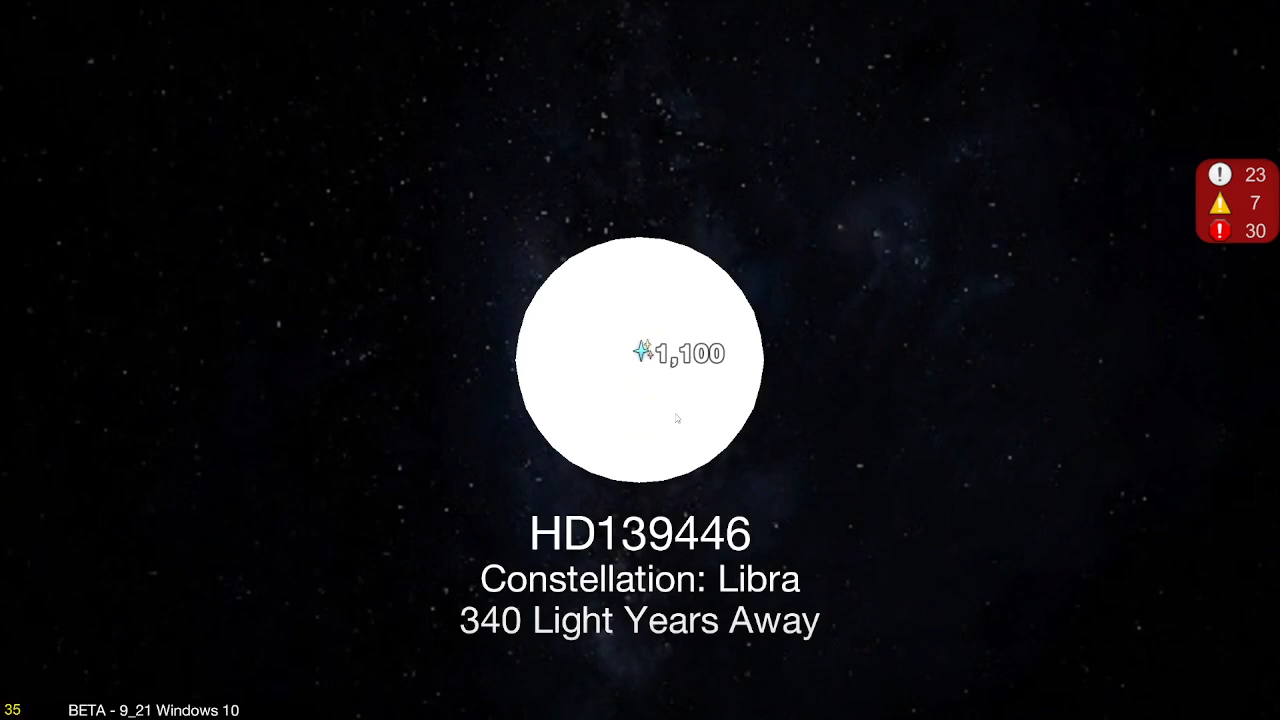 23
7
30
1,100
HD139446
Constellation: Libra
340 Light Years Away
35 BETA - 9_21 Windows 10